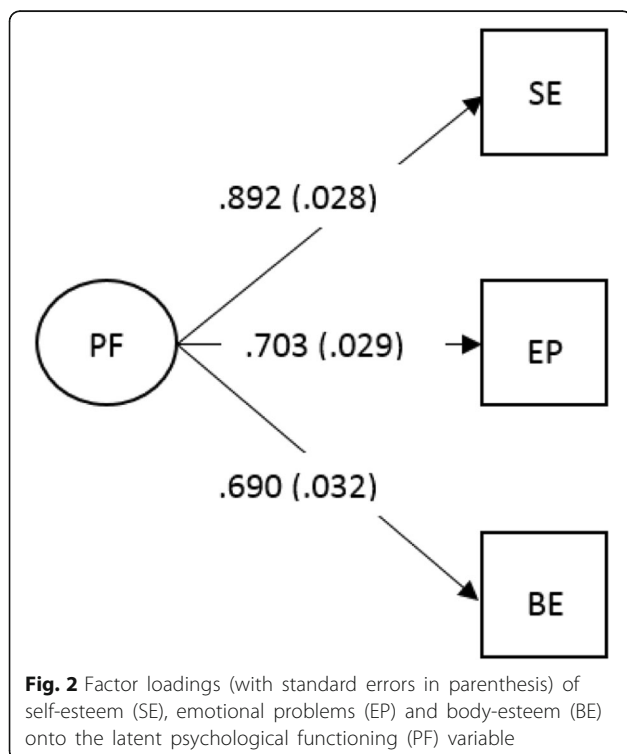 SE
.892 (.028)
PF
.703 (.029)
EP
.690 (.032)
BE
Fig. 2 Factor loadings (with standard errors in parenthesis) of
self-esteem (SE), emotional problems (EP) and body-esteem (BE)
onto the latent psychological functioning (PF) variable